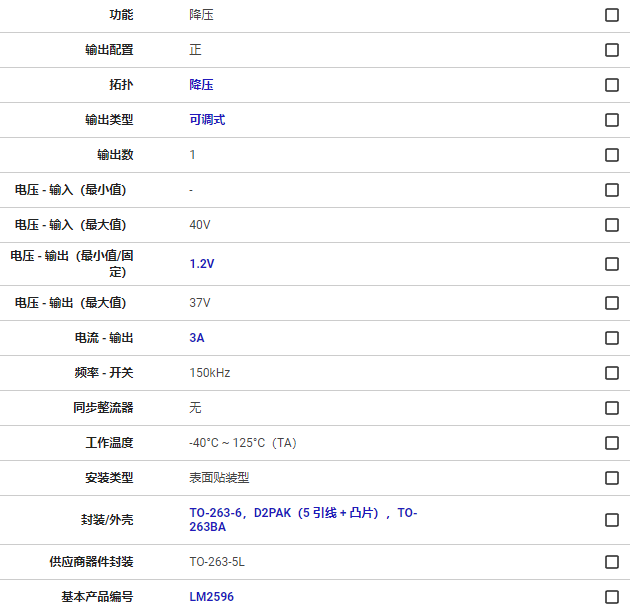 功能 降压
输出配置 正
拓扑 降压
输出类型 可调式
输出数 1
电压 - 输入（最小值） -
电压 - 输入（最大值） 40V
电压 - 输出（最小值/固
定） 1.2V
电压 - 输出（最大值） 37V
电流 - 输出 3A
频率 - 开关 150kHz
同步整流器 无
工作温度 -40°C ~ 125°C（TA）
安装类型 表面贴装型
封装/外壳 TO-263-6，D2PAK（5 引线 + 凸片），TO-
263BA
供应商器件封装 TO-263-5L
基本产品编号 LM2596